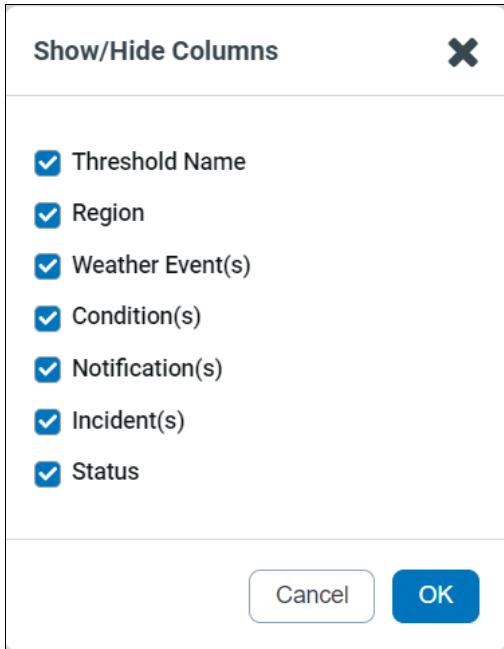 Show/Hide Columns
Threshold Name
Region
Weather Event(s)
Condition(s)
Notification(s)
Incident(s)
Status
Cancel OK